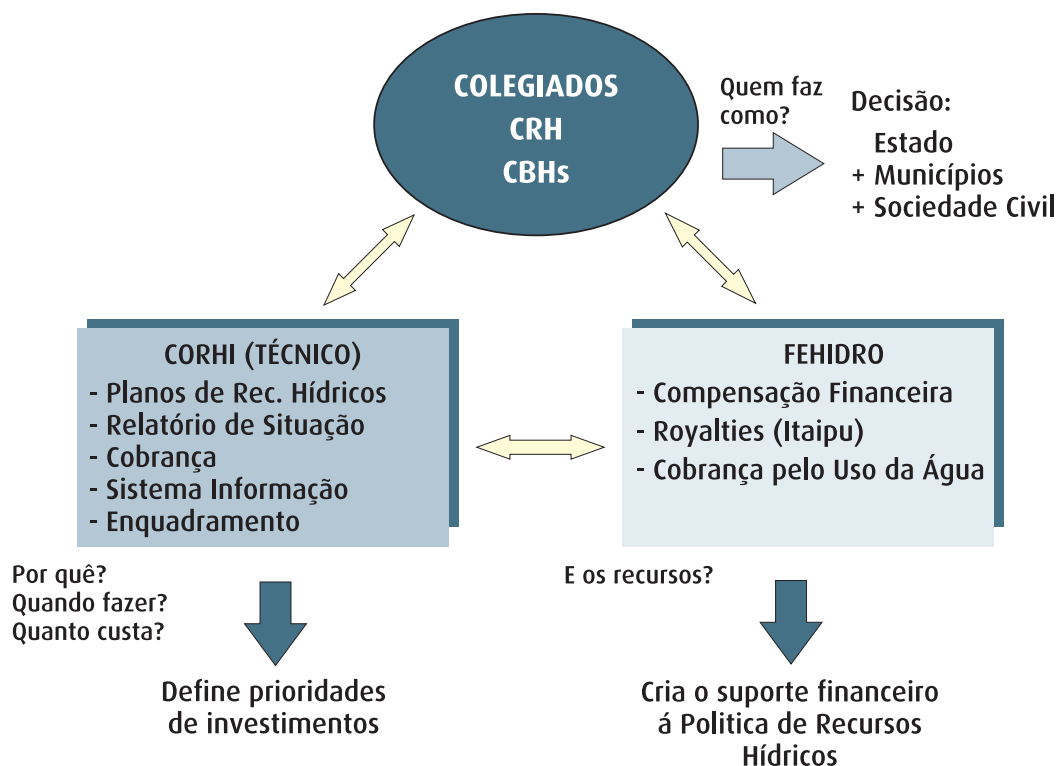 COLEGIADOS
CRH
CBHs
Quem faz
como?
Decisão:
Estado
+ Municípios
+ Sociedade Civil
CORHI (TÉCNICO)
- Planos de Rec. Hídricos
- Relatório de Situação
- Cobrança
- Sistema Informação
- Enquadramento
FEHIDRO
- Compensação Financeira
- Royalties (Itaipu)
- Cobrança pelo Uso da Água
Por quê?
Quando fazer?
Quanto custa?
E os recursos?
Define prioridades
de investimentos
Cria o suporte financeiro
á Politica de Recursos
Hídricos